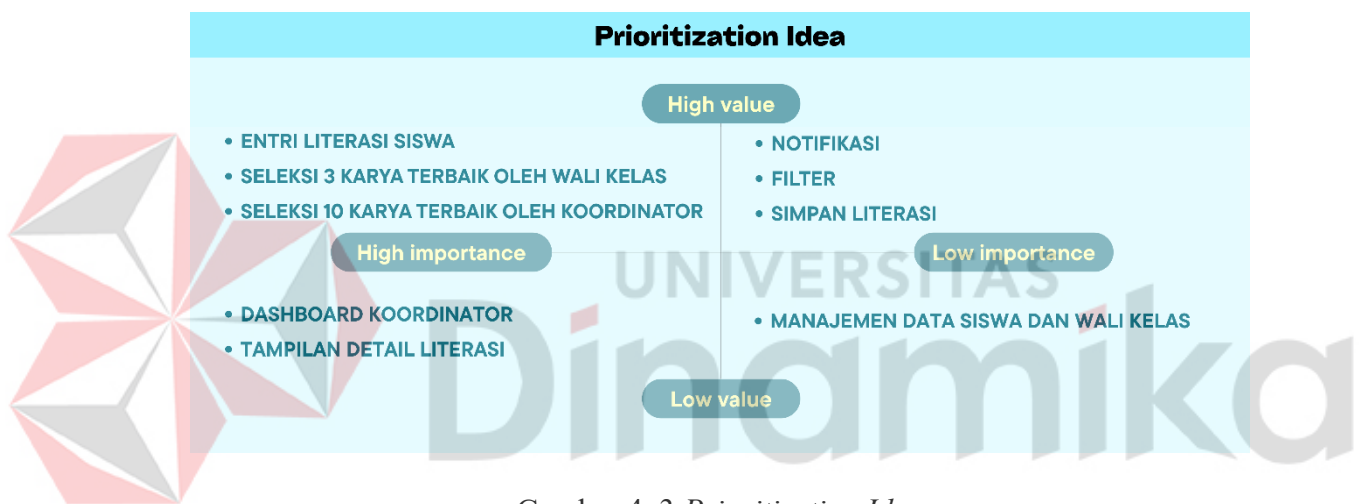 Prioritization Idea
High value
• ENTRI LITERASI SISWA
• SELEKSI 3 KARYA TERBAIK OLEH WALI KELAS
• SELEKSI 10 KARYA TERBAIK OLEH KOORDINATOR
• NOTIFIKASI
• FILTER
• SIMPAN LITERASI
High importance
Low importance
• DASHBOARD KOORDINATOR
• TAMPILAN DETAIL LITERASI
• MANAJEMEN DATA SISWA DAN WALI KELAS
Low value
UNIVERSITAS
Dinamika